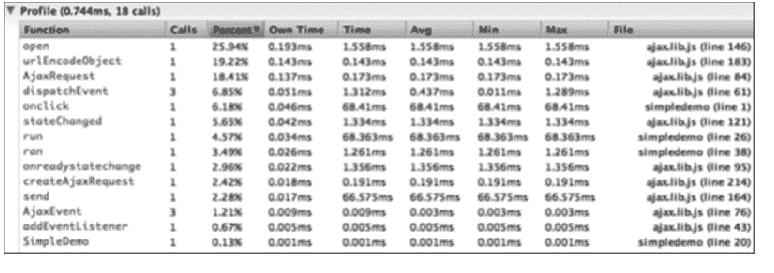 Profile (0.744ms, 18 calls)
Function Calls Percent Own Time Time Avg Min Max File
open 1 25.94% 0.193ms 1.558ms 1.558ms 1.558ms 1.558ms ajax.lib.js (line 146)
urlEncodeObject 1 19.22% 0.143ms 0.143ms 0.143ms 0.143ms 0.143ms ajax.lib.js (line 183)
AjaxRequest 1 18.41% 0.137ms 0.173ms 0.173ms 0.173ms 0.173ms ajax.lib.js (line 84)
dispatchEvent 3 6.85% 0.051ms 1.312ms 0.437ms 0.011ms 1.289ms ajax.lib.js (line 61)
onclick 1 6.18% 0.046ms 68.41ms 68.41ms 68.41ms 68.41ms simpledemo (line 1)
stateChanged 1 5.65% 0.042ms 1.334ms 1.334ms 1.334ms 1.334ms ajax.lib.js (line 121)
run 1 4.57% 0.034ms 68.363ms 68.363ms 68.363ms 68.363ms simpledemo (line 26)
ran 1 3.49% 0.026ms 1.261ms 1.261ms 1.261ms 1.261ms simpledemo (line 38)
onreadystatechange 1 2.96% 0.022ms 1.356ms 1.356ms 1.356ms 1.356ms ajax.lib.js (line 95)
createAjaxRequest 1 2.42% 0.018ms 0.191ms 0.191ms 0.191ms 0.191ms ajax.lib.js (line 214)
send 1 2.28% 0.017ms 66.575ms 66.575ms 66.575ms 66.575ms ajax.lib.js (line 164)
AjaxEvent 3 1.21% 0.009ms 0.009ms 0.003ms 0.003ms 0.003ms ajax.lib.js (line 76)
addEventListener 1 0.67% 0.005ms 0.005ms 0.005ms 0.005ms 0.005ms ajax.lib.js (line 43)
SimpleDemo 1 0.13% 0.001ms 0.001ms 0.001ms 0.001ms 0.001ms simpledemo (line 20)